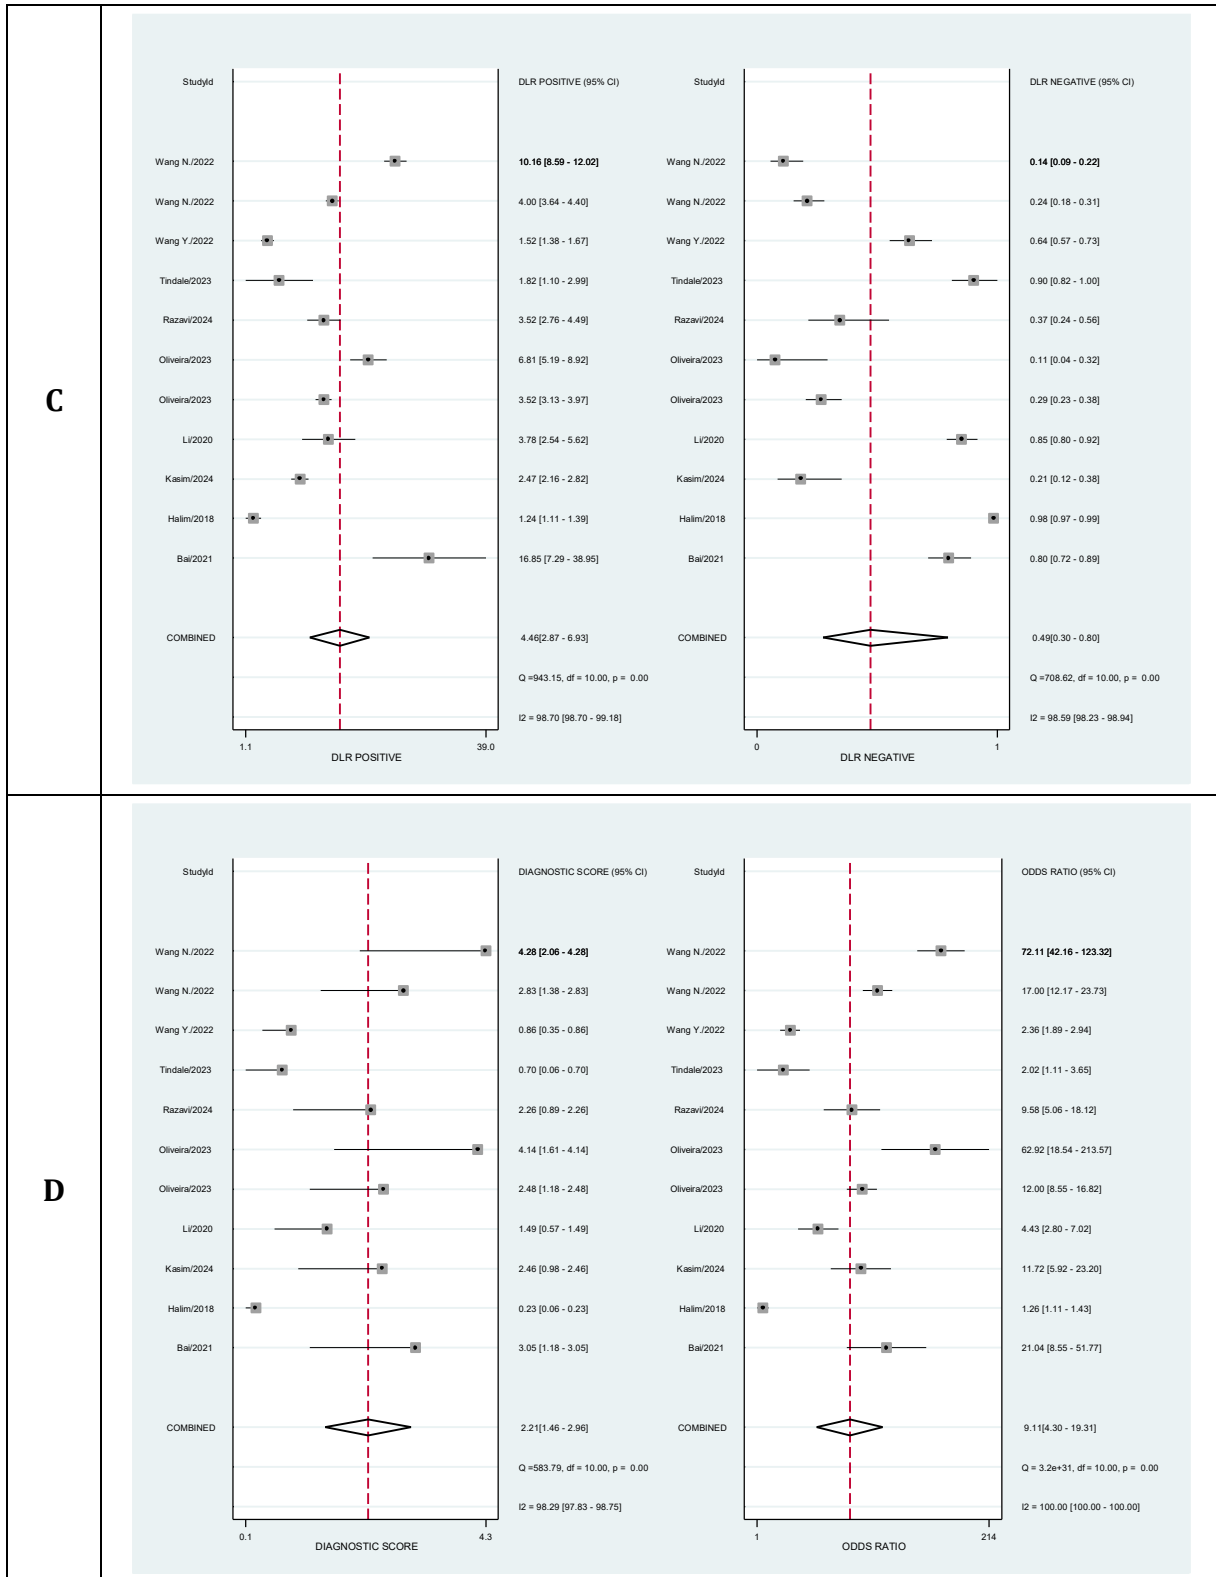 C
StudyId DLR POSITIVE (95% CI)
Wang N./2022 10.16 [8.59 - 12.02]
Wang N./2022 4.00 [3.64 - 4.40]
Wang Y./2022 1.52 [1.38 - 1.67]
Tindale/2023 1.82 [1.10 - 2.99]
Razavi/2024 3.52 [2.76 - 4.49]
Oliveira/2023 6.81 [5.19 - 8.92]
Oliveira/2023 3.52 [3.13 - 3.97]
Li/2020 3.78 [2.54 - 5.62]
Kasim/2024 2.47 [2.16 - 2.82]
Halim/2018 1.24 [1.11 - 1.39]
Bai/2021 16.85 [7.29 - 38.95]
COMBINED 4.46[2.87 - 6.93]
Q =943.15, df = 10.00, p = 0.00
I2 = 98.70 [98.70 - 99.18]
1.1 39.0
DLR POSITIVE
StudyId DLR NEGATIVE (95% CI)
Wang N./2022 0.14 [0.09 - 0.22]
Wang N./2022 0.24 [0.18 - 0.31]
Wang Y./2022 0.64 [0.57 - 0.73]
Tindale/2023 0.90 [0.82 - 1.00]
Razavi/2024 0.37 [0.24 - 0.56]
Oliveira/2023 0.11 [0.04 - 0.32]
Oliveira/2023 0.29 [0.23 - 0.38]
Li/2020 0.85 [0.80 - 0.92]
Kasim/2024 0.21 [0.12 - 0.38]
Halim/2018 0.98 [0.97 - 0.99]
Bai/2021 0.80 [0.72 - 0.89]
COMBINED 0.49[0.30 - 0.80]
Q =708.62, df = 10.00, p = 0.00
I2 = 98.59 [98.23 - 98.94]
0 1
DLR NEGATIVE
D
StudyId DIAGNOSTIC SCORE (95% CI)
Wang N./2022 4.28 [2.06 - 4.28]
Wang N./2022 2.83 [1.38 - 2.83]
Wang Y./2022 0.86 [0.35 - 0.86]
Tindale/2023 0.70 [0.06 - 0.70]
Razavi/2024 2.26 [0.89 - 2.26]
Oliveira/2023 4.14 [1.61 - 4.14]
Oliveira/2023 2.48 [1.18 - 2.48]
Li/2020 1.49 [0.57 - 1.49]
Kasim/2024 2.46 [0.98 - 2.46]
Halim/2018 0.23 [0.06 - 0.23]
Bai/2021 3.05 [1.18 - 3.05]
COMBINED 2.21[1.46 - 2.96]
Q =583.79, df = 10.00, p = 0.00
I2 = 98.29 [97.83 - 98.75]
0.1 4.3
DIAGNOSTIC SCORE
StudyId ODDS RATIO (95% CI)
Wang N./2022 72.11 [42.16 - 123.32]
Wang N./2022 17.00 [12.17 - 23.73]
Wang Y./2022 2.36 [1.89 - 2.94]
Tindale/2023 2.02 [1.11 - 3.65]
Razavi/2024 9.58 [5.06 - 18.12]
Oliveira/2023 62.92 [18.54 - 213.57]
Oliveira/2023 12.00 [8.55 - 16.82]
Li/2020 4.43 [2.80 - 7.02]
Kasim/2024 11.72 [5.92 - 23.20]
Halim/2018 1.26 [1.11 - 1.43]
Bai/2021 21.04 [8.55 - 51.77]
COMBINED 9.11[4.30 - 19.31]
Q = 3.2e+31, df = 10.00, p = 0.00
I2 = 100.00 [100.00 - 100.00]
1 214
ODDS RATIO